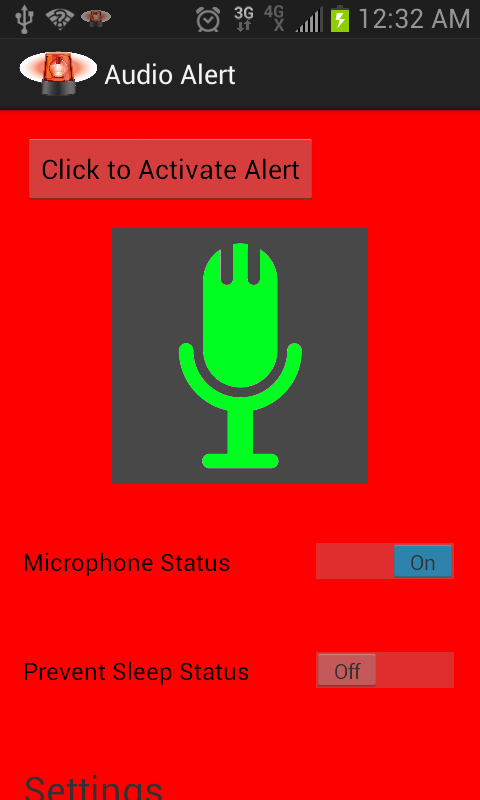 3G 4G X 12:32 AM
Audio Alert
Click to Activate Alert
Microphone Status On
Prevent Sleep Status Off
Settings